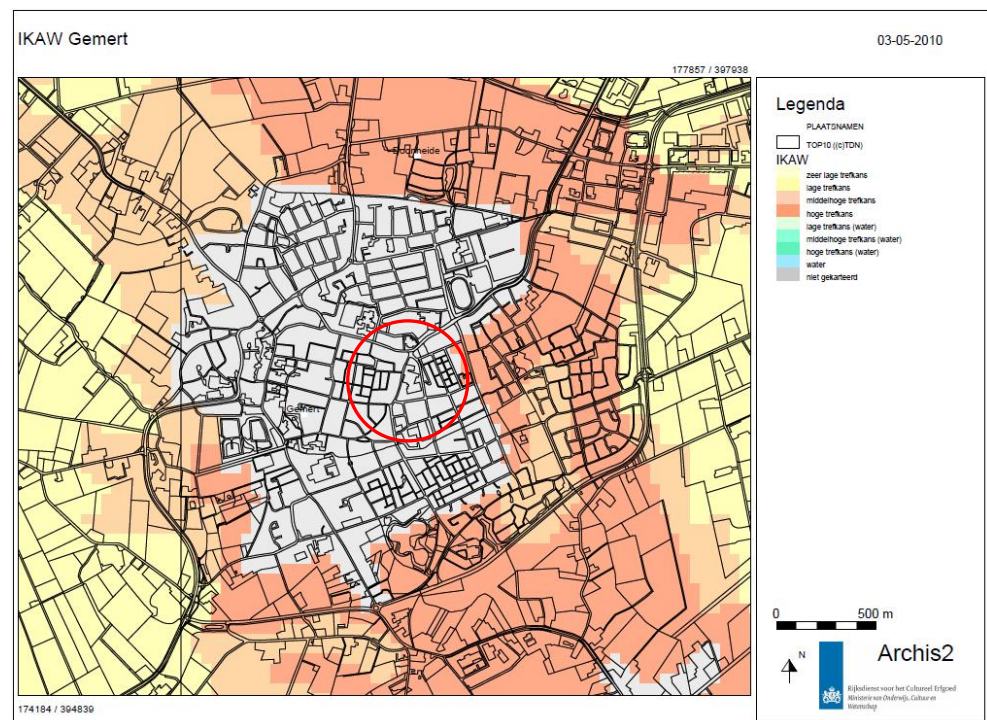 IKAW Gemert
03-05-2010
177857 / 397938
Legenda
PLAATSNAMEN
TOP10 ((c)TDN)
IKAW
zeer lage trefkans
lage trefkans
middelhoge trefkans
hoge trefkans
lage trefkans (water)
middelhoge trefkans (water)
hoge trefkans (water)
water
niet gekarteerd
Gemert
0 500 m
N
Archis2
Rijksdienst voor het Cultureel Erfgoed
Ministerie van Onderwijs, Cultuur en
Wetenschap
174184 / 394839